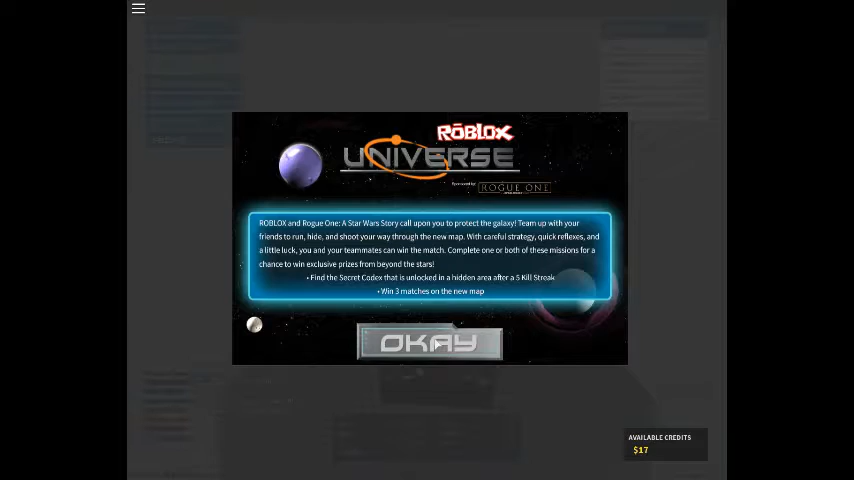 RŌBLOX
UNIVERSE
Sponsored by ROGUE ONE
ROBLOX and Rogue One: A Star Wars Story call upon you to protect the galaxy! Team up with your
friends to run, hide, and shoot your way through the new map. With careful strategy, quick reflexes, and
a little luck, you and your teammates can win the match. Complete one or both of these missions for a
chance to win exclusive prizes from beyond the stars!
• Find the Secret Codex that is unlocked in a hidden area after a 5 Kill Streak
• Win 3 matches on the new map
OKAY
AVAILABLE CREDITS
$17